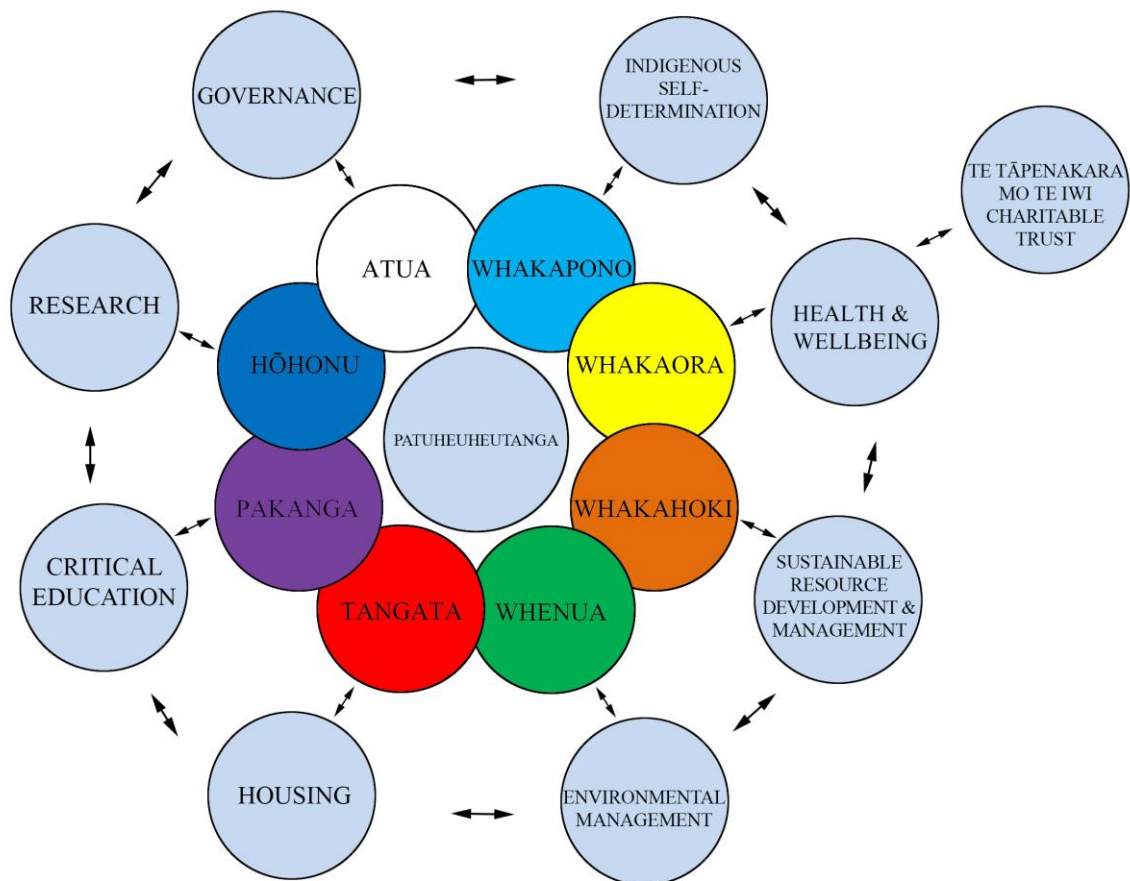 GOVERNANCE
INDIGENOUS
SELF-
DETERMINATION
TE TĀPENAKARA
MO TE IWI
CHARITABLE
TRUST
ATUA
WHAKAPONO
RESEARCH
HEALTH &
WELLBEING
HŌHONU
WHAKAORA
PATUHEUHEUTANGA
PAKANGA
WHAKAHOKI
CRITICAL
EDUCATION
SUSTAINABLE
RESOURCE
DEVELOPMENT &
MANAGEMENT
TANGATA
WHENUA
HOUSING
ENVIRONMENTAL
MANAGEMENT